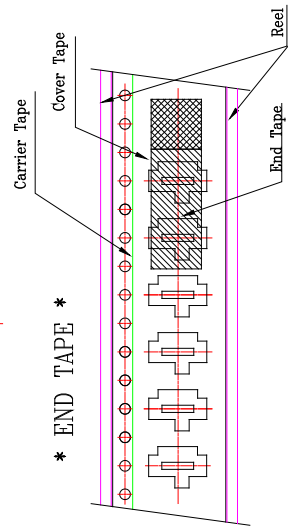 * END TAPE *
Carrier Tape
Cover Tape
End Tape
Reel